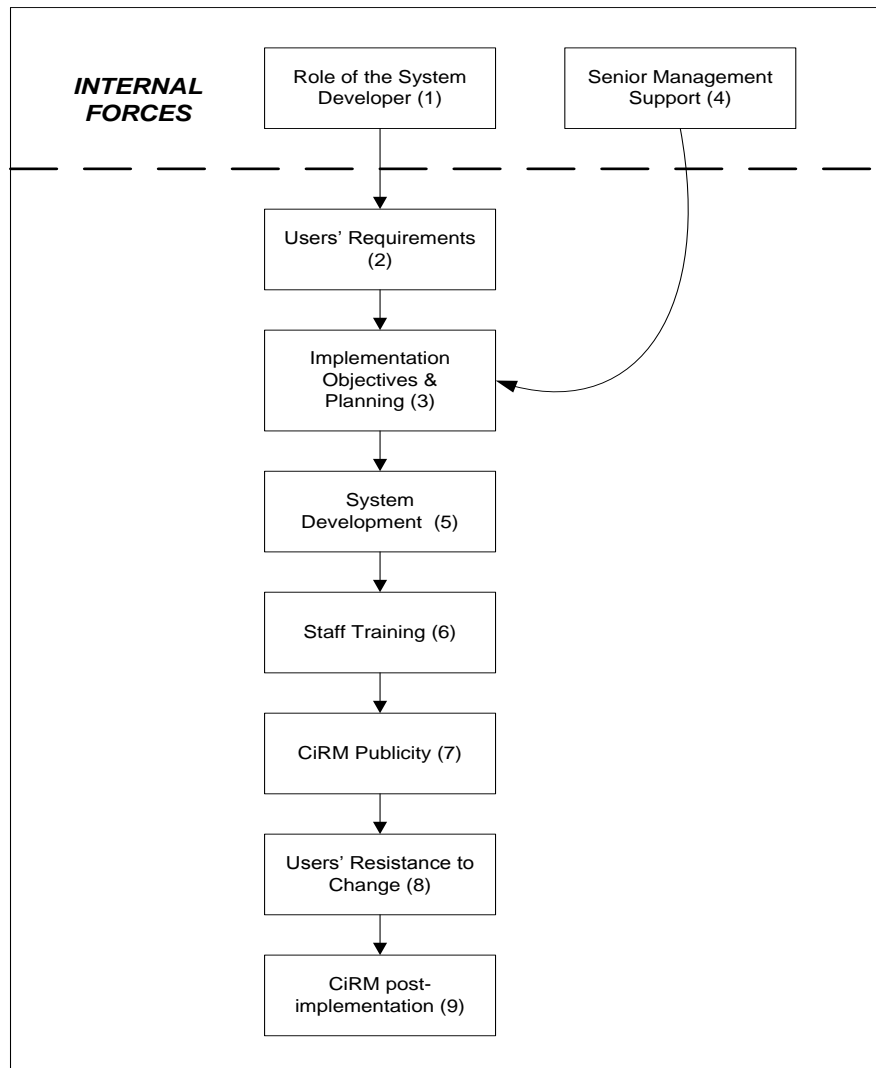 INTERNAL
FORCES
Role of the System
Developer (1)
Senior Management
Support (4)
Users’ Requirements
(2)
Implementation
Objectives &
Planning (3)
System
Development  (5)
Staff Training (6)
CiRM Publicity (7)
Users’ Resistance to
Change (8)
CiRM post-
implementation (9)